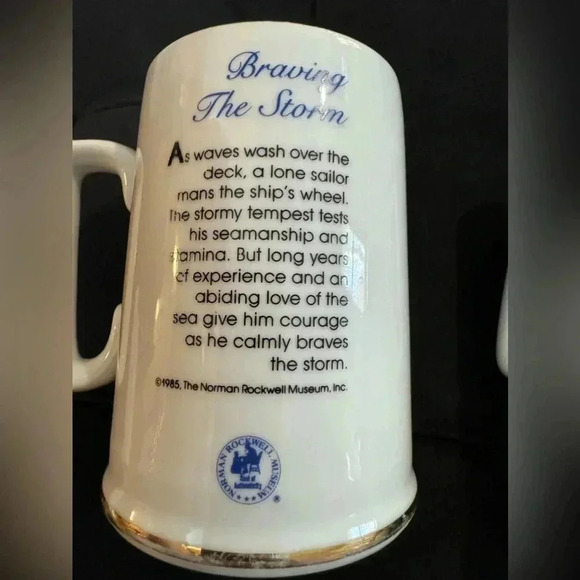 Braving
The Storm
As waves wash over the
deck, a lone sailor
mans the ship's wheel.
The stormy tempest tests
his seamanship and
stamina. But long years
of experience and an
abiding love of the
sea give him courage
as he calmly braves
the storm.
©1985, The Norman Rockwell Museum, Inc.
NORMAN ROCKWELL MUSEUM
Seal of
Authenticity
★★★
®